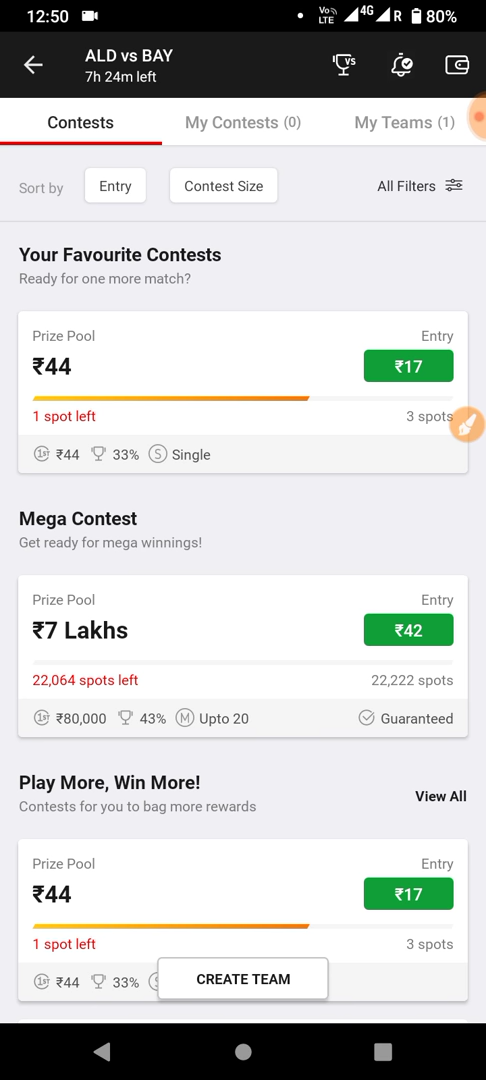 12:50 Vo) LTE 4G R 80%
ALD vs BAY
7h 24m left
VS
Contests My Contests (0) My Teams (1)
Sort by Entry Contest Size All Filters
Your Favourite Contests
Ready for one more match?
Prize Pool Entry
₹44 ₹17
1 spot left 3 spots
1st ₹44 33% S Single
Mega Contest
Get ready for mega winnings!
Prize Pool Entry
₹7 Lakhs ₹42
22,064 spots left 22,222 spots
1st ₹80,000 43% M Upto 20 Guaranteed
Play More, Win More!
Contests for you to bag more rewards View All
Prize Pool Entry
₹44 ₹17
1 spot left 3 spots
1st ₹44 33%
CREATE TEAM